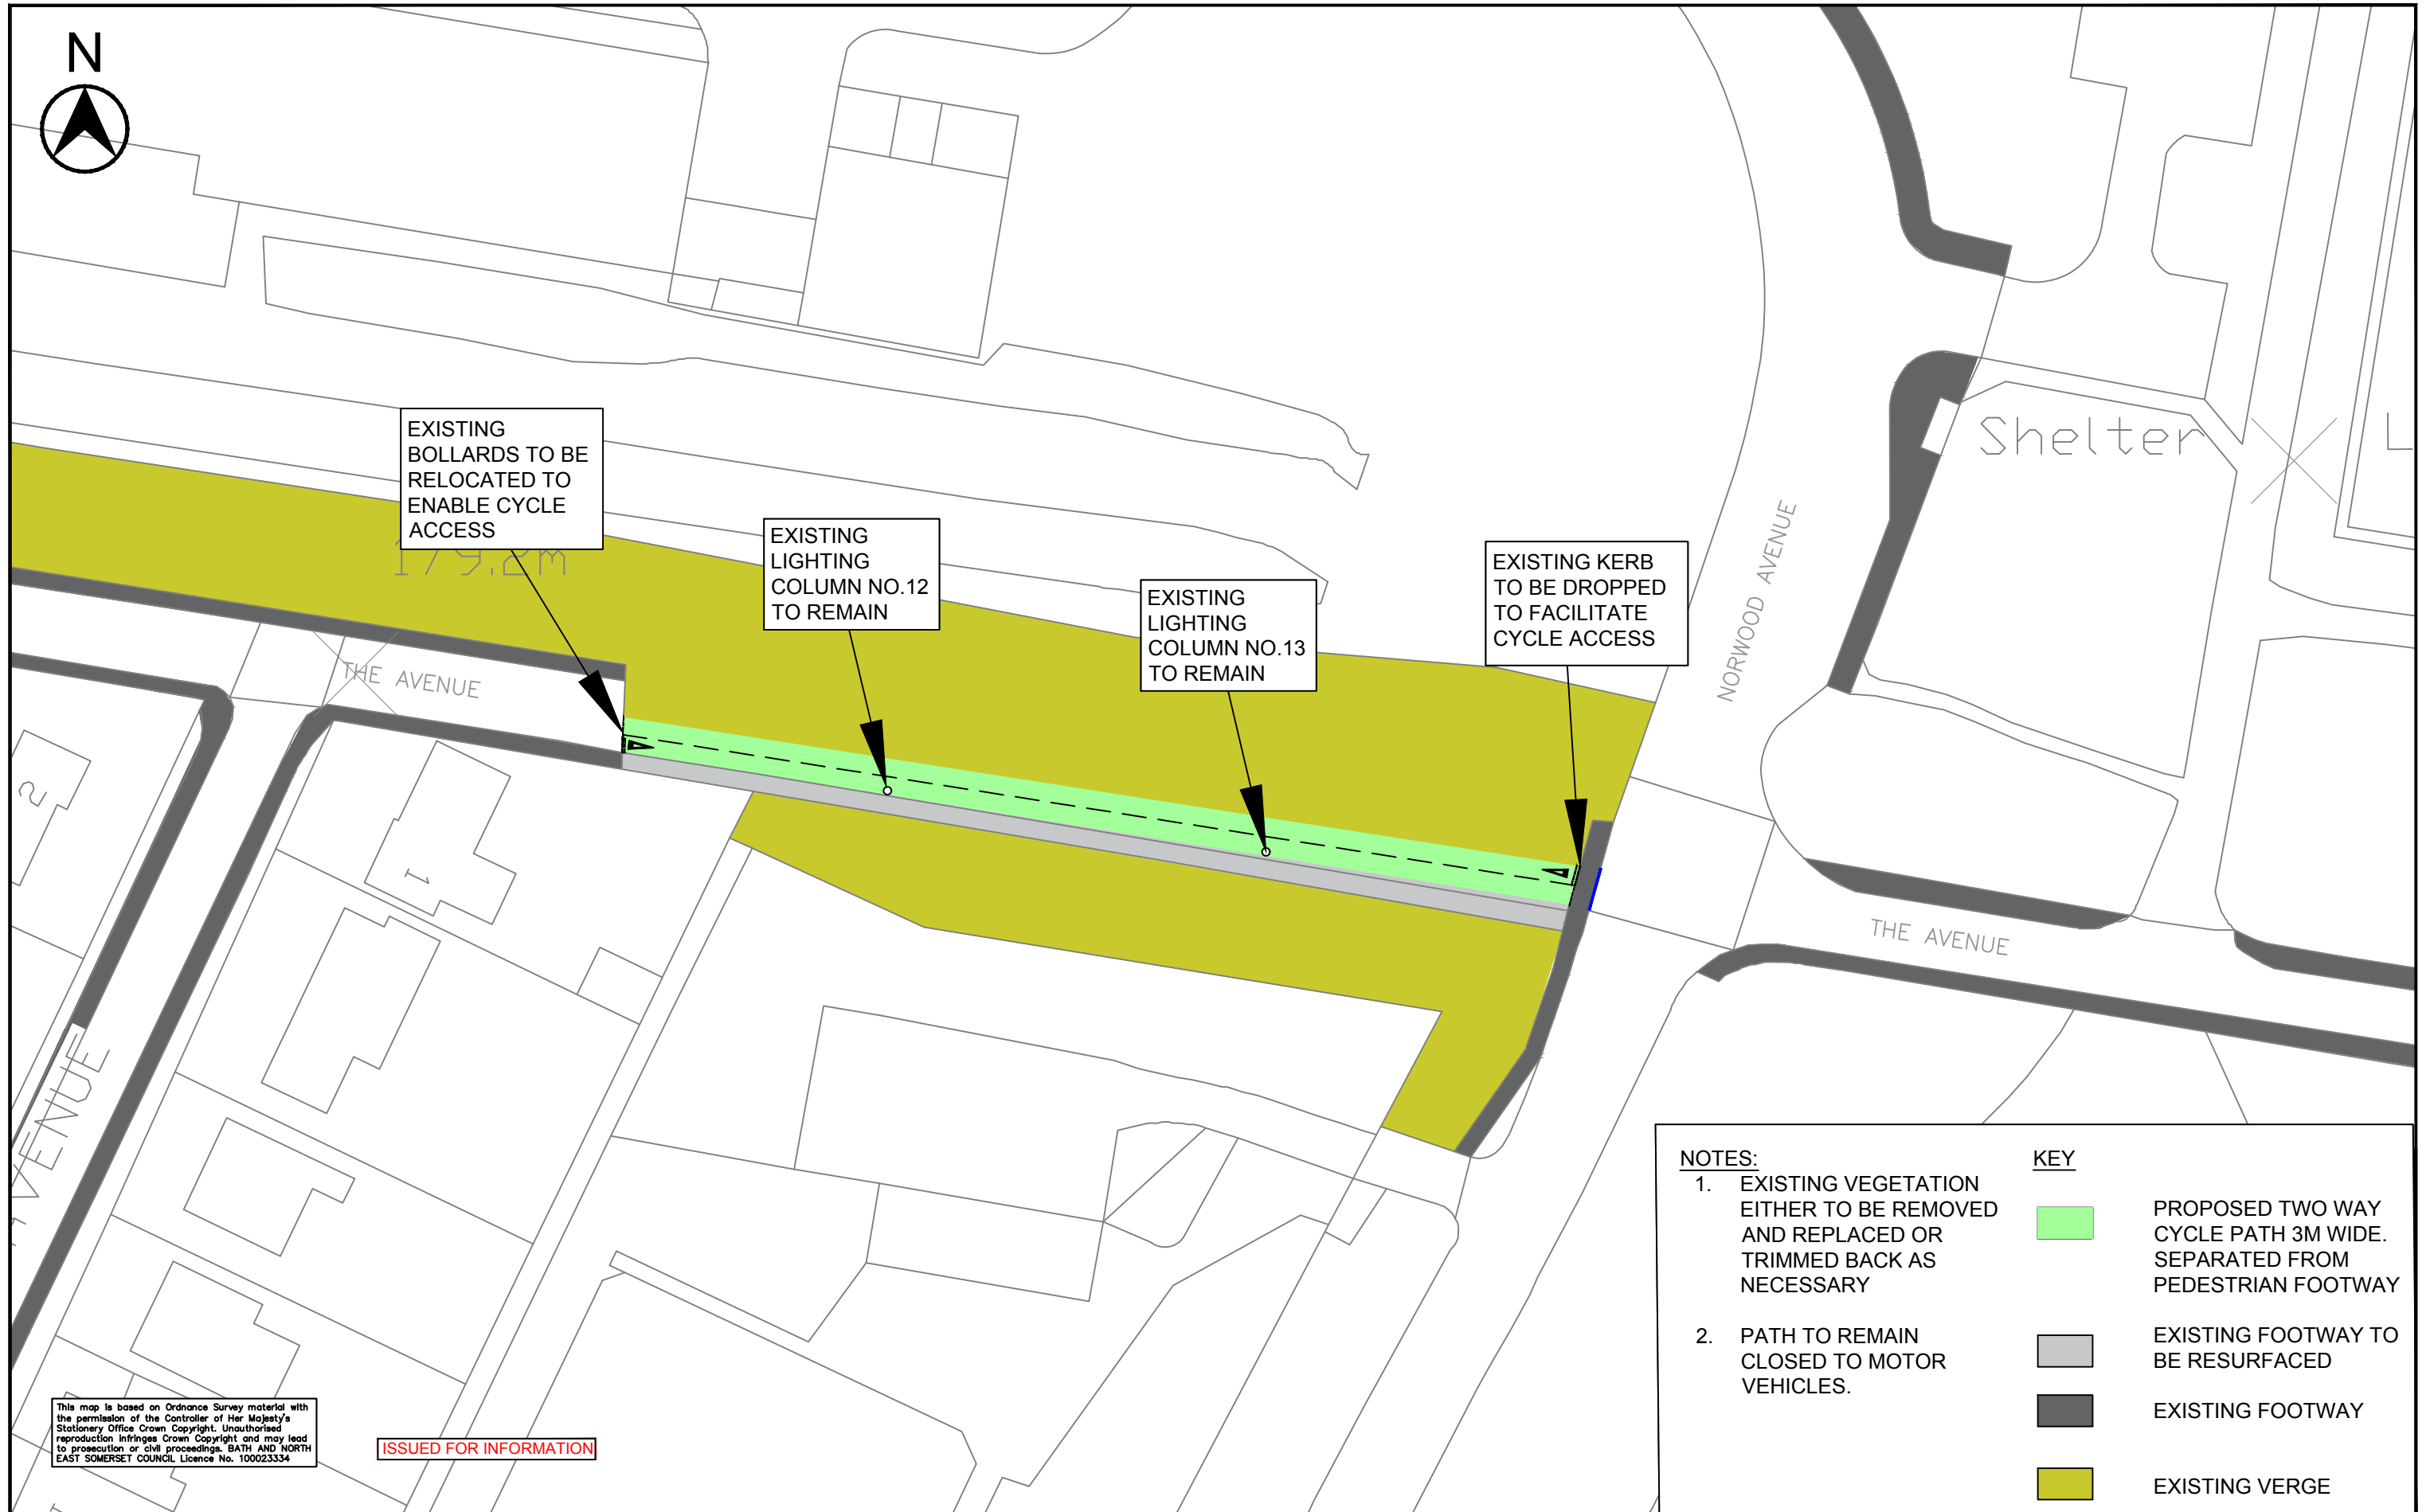 N
EXISTING
BOLLARDS TO BE
RELOCATED TO
ENABLE CYCLE
ACCESS
179.2m
EXISTING
LIGHTING
COLUMN NO.12
TO REMAIN
EXISTING
LIGHTING
COLUMN NO.13
TO REMAIN
EXISTING KERB
TO BE DROPPED
TO FACILITATE
CYCLE ACCESS
Shelter
L
NORWOOD AVENUE
THE AVENUE
THE AVENUE
2
1
AVENUE
NOTES:
1. EXISTING VEGETATION
EITHER TO BE REMOVED
AND REPLACED OR
TRIMMED BACK AS
NECESSARY
2. PATH TO REMAIN
CLOSED TO MOTOR
VEHICLES.
KEY
PROPOSED TWO WAY
CYCLE PATH 3M WIDE.
SEPARATED FROM
PEDESTRIAN FOOTWAY
EXISTING FOOTWAY TO
BE RESURFACED
EXISTING FOOTWAY
EXISTING VERGE
This map is based on Ordnance Survey material with
the permission of the Controller of Her Majesty's
Stationery Office Crown Copyright. Unauthorised
reproduction infringes Crown Copyright and may lead
to prosecution or civil proceedings. BATH AND NORTH
EAST SOMERSET COUNCIL Licence No. 100023334
ISSUED FOR INFORMATION